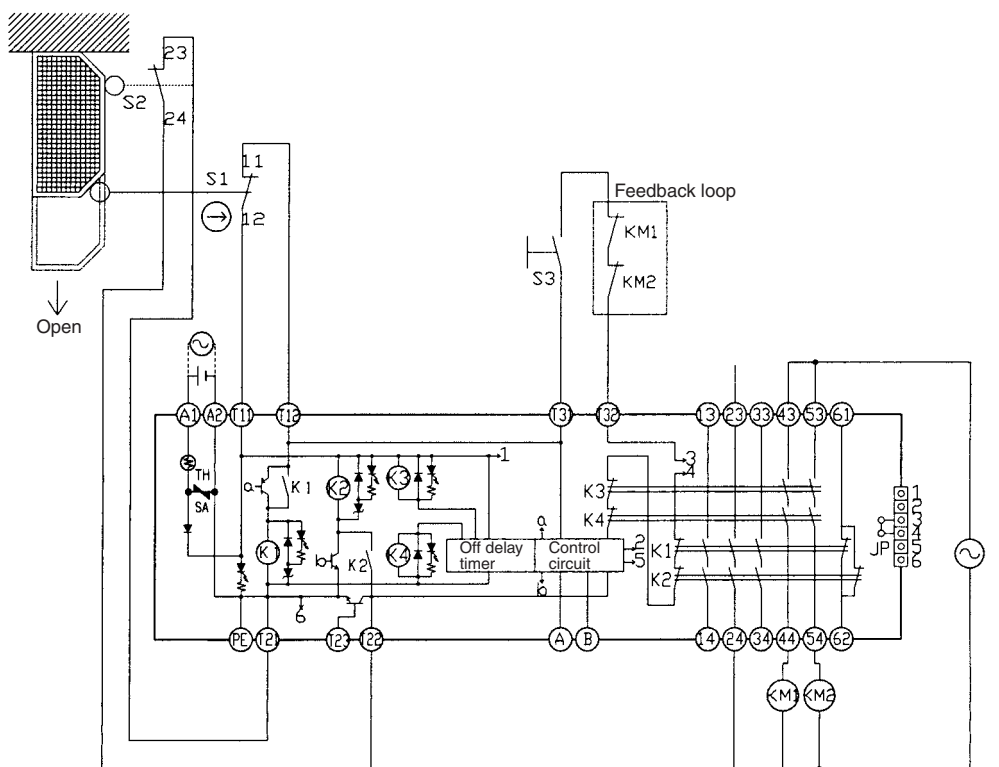 23
S2
24
11
S1
12
Open
Feedback loop
KM1
S3
KM2
A1 A2 T11 T12 T31 T32 13 23 33 43 53 61
TH
SA
a K1 K2 K3 1
3
4
K3
K4
a
1
2
3
4
5
6
JP
K1 b K2 K4 Off delay timer Control circuit 2
5
K1
K2
b
6
PE T21 T23 T22 A B 14 24 34 44 54 62
KM1 KM2